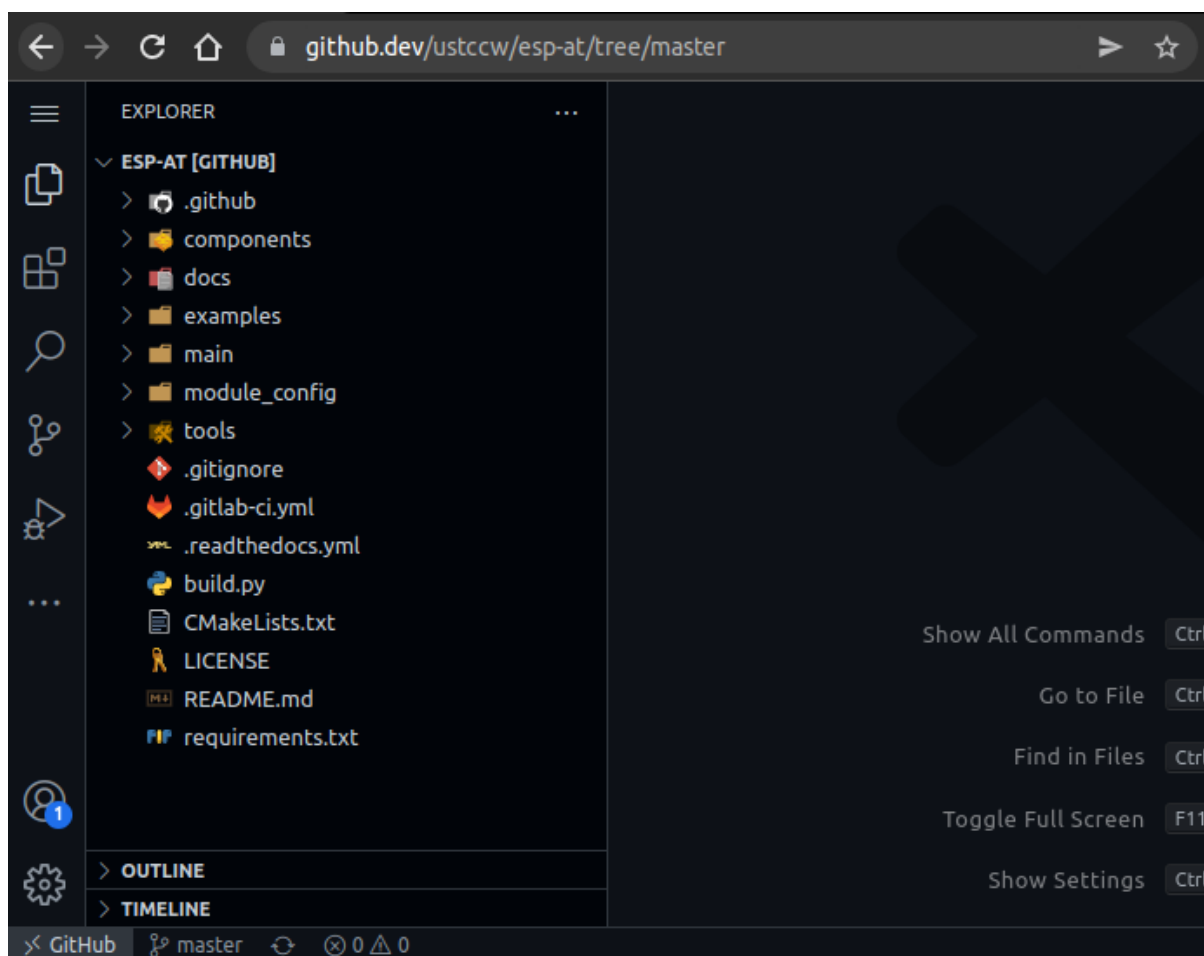 github.dev/ustccw/esp-at/tree/master
EXPLORER
ESP-AT [GITHUB]
.github
components
docs
examples
main
module_config
tools
.gitignore
.gitlab-ci.yml
.readthedocs.yml
build.py
CMakeLists.txt
LICENSE
M↓ README.md
requirements.txt
1
OUTLINE
TIMELINE
Show All Commands
Go to File
Find in Files
Toggle Full Screen F11
Show Settings
GitHub master 0 0